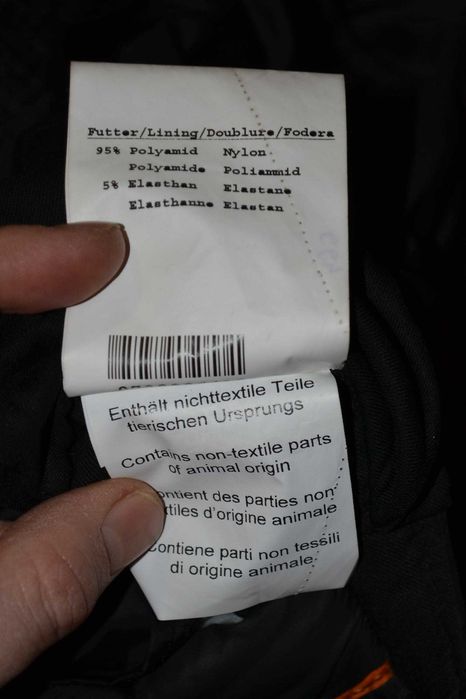 Futter/Lining/Doublure/Fodera
95% Polyamid Nylon
Polyamide Poliammid
5% Elasthan Elastane
Elasthanne Elastan
Enthält nichttextile Teile
tierischen Ursprungs
Contains non-textile parts
of animal origin
des parties non-
d'origine animale
Contiene parti non tessili
di origine animale